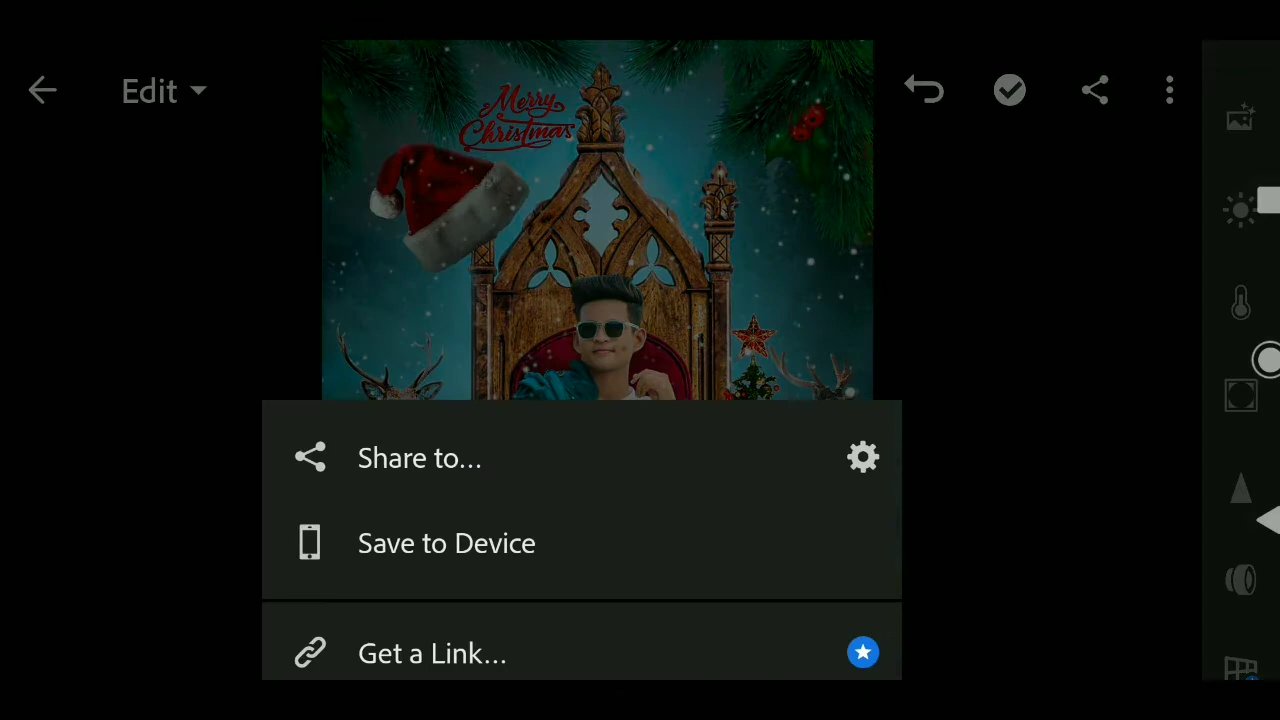 Edit
Merry
Christmas
Share to...
Save to Device
Get a Link...